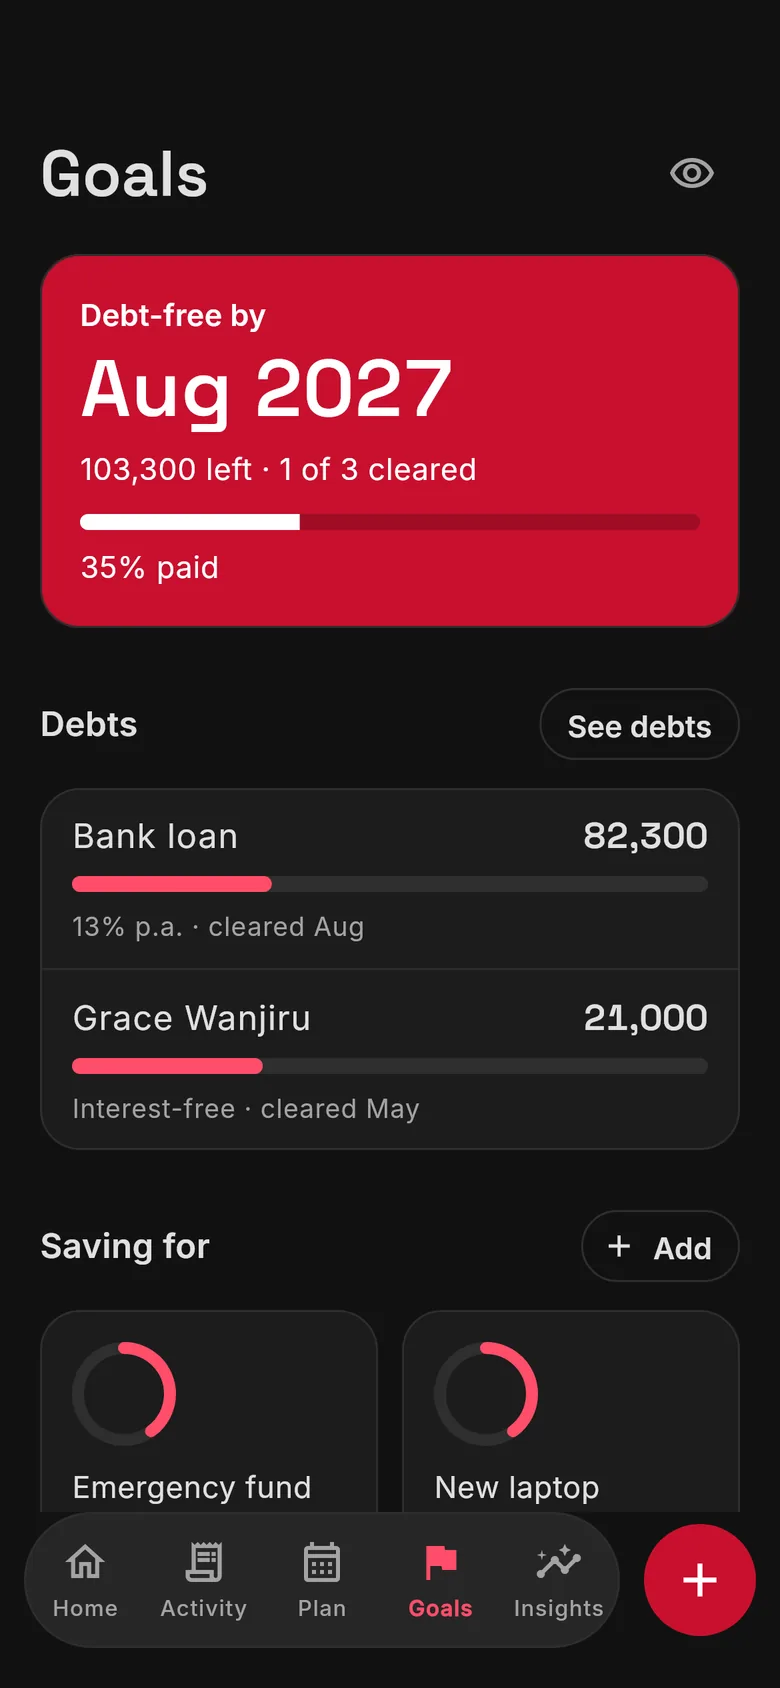 Goals
Debt-free by
Aug 2027
103,300 left · 1 of 3 cleared
35% paid
Debts
See debts
Bank loan
82,300
13% p.a. · cleared Aug
Grace Wanjiru
21,000
Interest-free · cleared May
Saving for
+ Add
Emergency fund
New laptop
Home
Activity
Plan
Goals
Insights